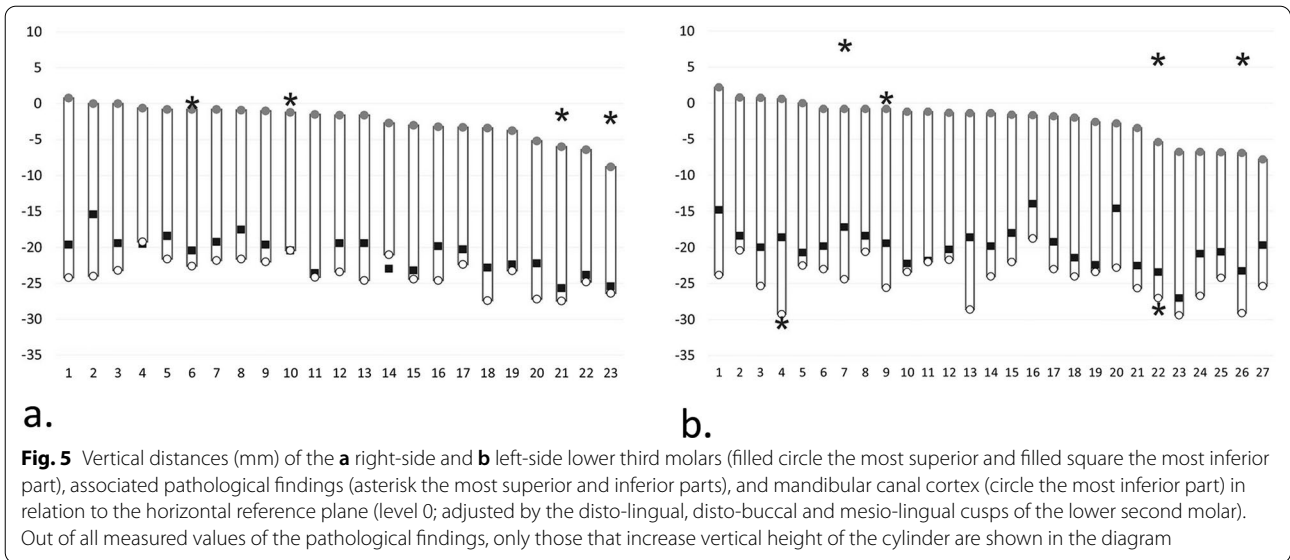 10
5
0
-5
-10
-15
-20
-25
-30
-35
1 2 3 4 5 6 7 8 9 10 11 12 13 14 15 16 17 18 19 20 21 22 23
a.
10
5
0
-5
-10
-15
-20
-25
-30
-35
1 2 3 4 5 6 7 8 9 10 11 12 13 14 15 16 17 18 19 20 21 22 23 24 25 26 27
b.
Fig. 5 Vertical distances (mm) of the a right-side and b left-side lower third molars (filled circle the most superior and filled square the most inferior
part), associated pathological findings (asterisk the most superior and inferior parts), and mandibular canal cortex (circle the most inferior part) in
relation to the horizontal reference plane (level 0; adjusted by the disto-lingual, disto-buccal and mesio-lingual cusps of the lower second molar).
Out of all measured values of the pathological findings, only those that increase vertical height of the cylinder are shown in the diagram